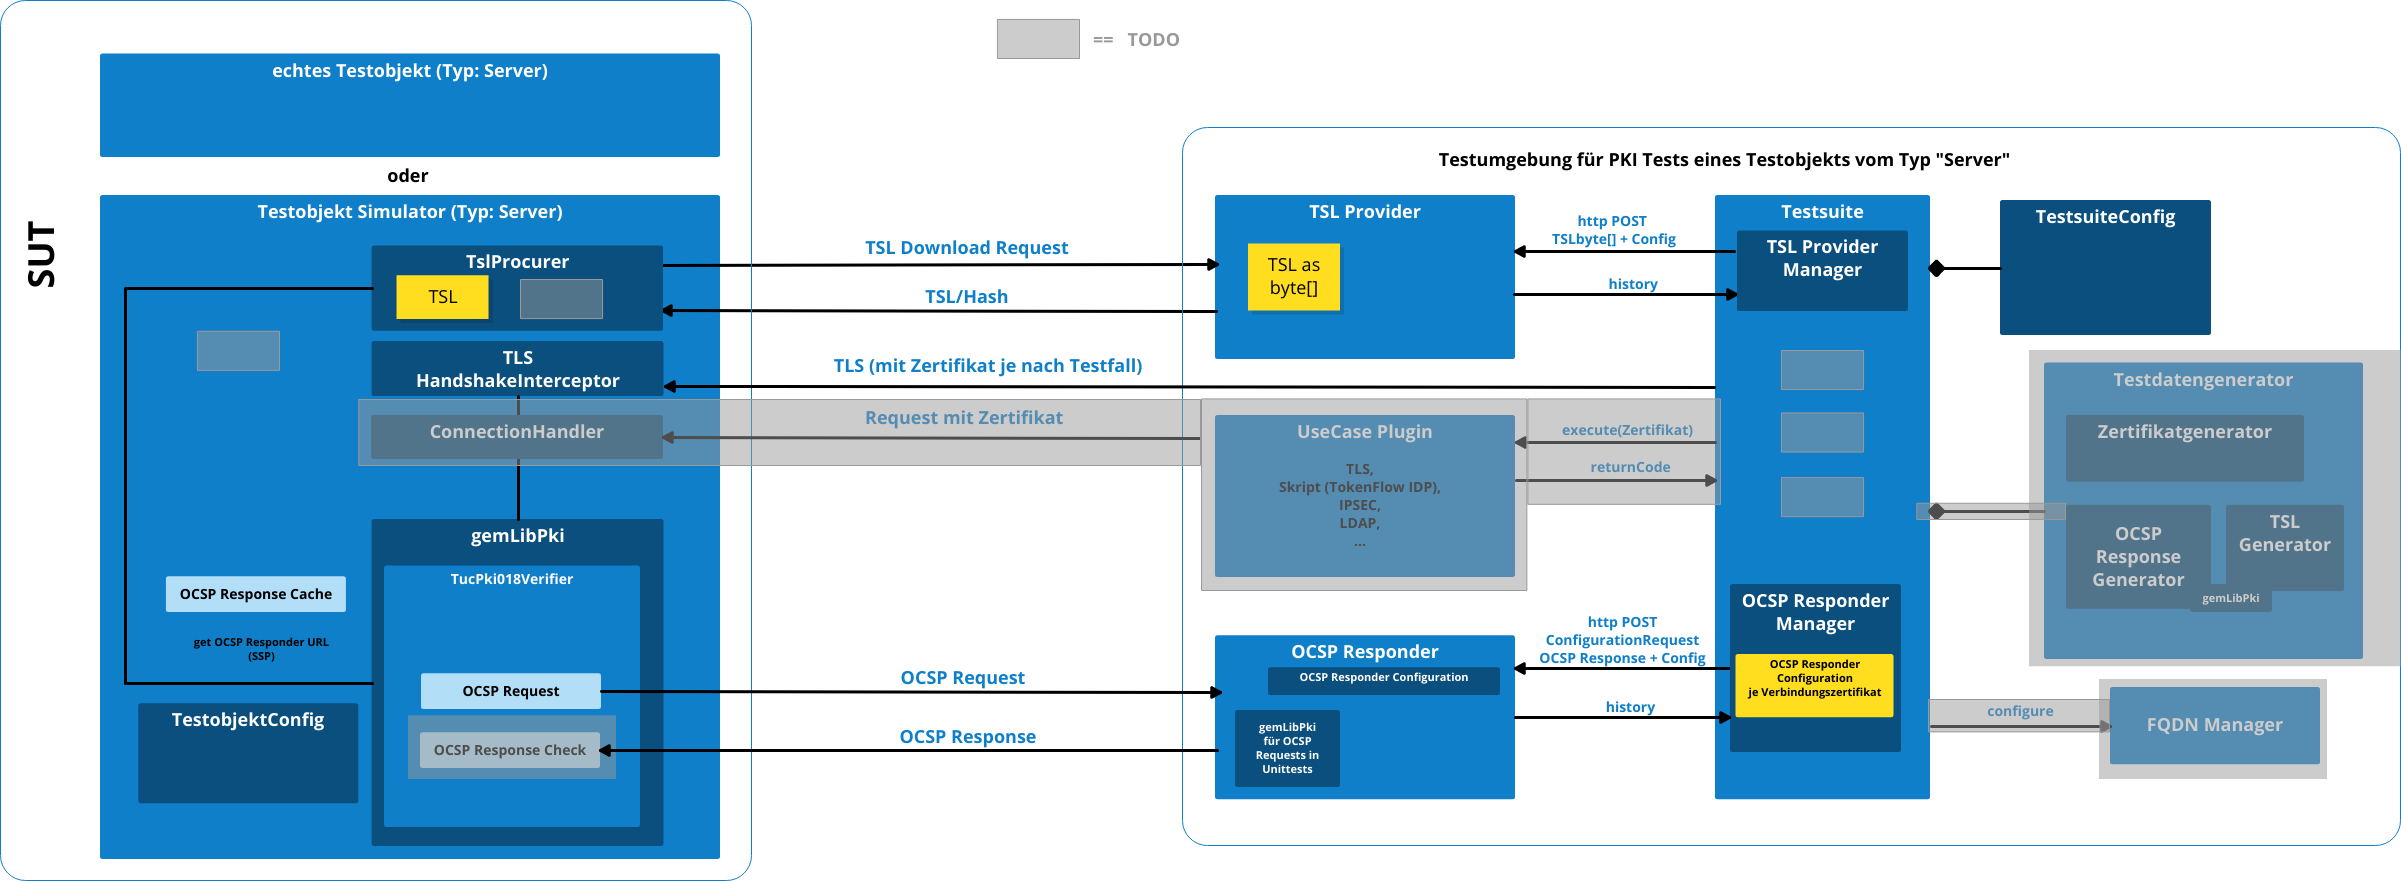 == TODO
SUT
echtes Testobjekt (Typ: Server)
oder
Testobjekt Simulator (Typ: Server)
TslProcurer
TSL
TLS
HandshakeInterceptor
ConnectionHandler
gemLibPki
TucPki018Verifier
OCSP Response Cache
get OCSP Responder URL
(SSP)
OCSP Request
OCSP Response Check
TestobjektConfig
TSL Download Request
TSL/Hash
TLS (mit Zertifikat je nach Testfall)
Request mit Zertifikat
OCSP Request
OCSP Response
Testumgebung für PKI Tests eines Testobjekts vom Typ "Server"
TSL Provider
TSL as
byte[]
http POST
TSLbyte[] + Config
history
Testsuite
TSL Provider
Manager
TestsuiteConfig
UseCase Plugin
TLS,
Skript (TokenFlow IDP),
IPSEC,
LDAP,
...
execute(Zertifikat)
returnCode
Testdatengenerator
Zertifikatgenerator
OCSP
Response
Generator
TSL
Generator
gemLibPki
OCSP Responder
OCSP Responder Configuration
gemLibPki
für OCSP
Requests in
Unittests
http POST
ConfigurationRequest
OCSP Response + Config
history
OCSP Responder
Manager
OCSP Responder
Configuration
je Verbindungszertifikat
configure
FQDN Manager